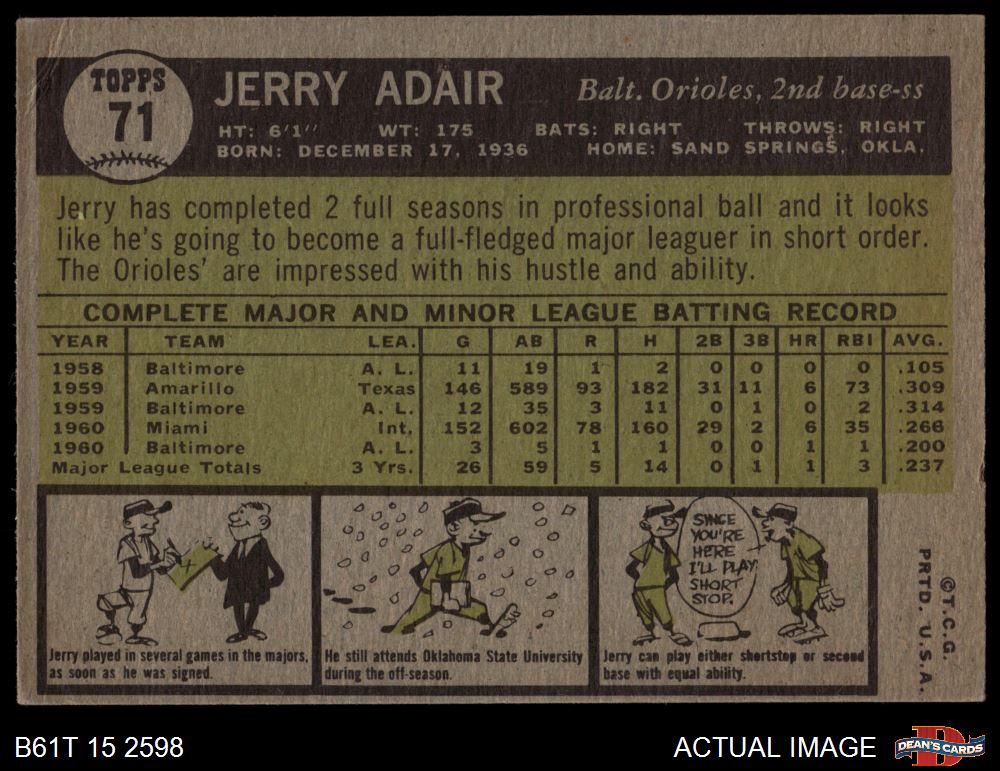 TOPPS
71
JERRY ADAIR
Balt. Orioles, 2nd base-ss
HT: 6'1" WT: 175 BATS: RIGHT THROWS: RIGHT
BORN: DECEMBER 17, 1936 HOME: SAND SPRINGS, OKLA.
Jerry has completed 2 full seasons in professional ball and it looks
like he's going to become a full-fledged major leaguer in short order.
The Orioles' are impressed with his hustle and ability.
COMPLETE MAJOR AND MINOR LEAGUE BATTING RECORD
YEAR TEAM LEA. G AB R H 2B 3B HR RBI AVG.
1958 Baltimore A. L. 11 19 1 2 0 0 0 0 .105
1959 Amarillo Texas 146 589 93 182 31 11 6 73 .309
1959 Baltimore A. L. 12 35 3 11 0 1 0 2 .314
1960 Miami Int. 152 602 78 160 29 2 6 35 .266
1960 Baltimore A. L. 3 5 1 1 0 0 1 1 .200
Major League Totals 3 Yrs. 26 59 5 14 0 1 1 3 .237
X
Jerry played in several games in the majors,
as soon as he was signed.
He still attends Oklahoma State University
during the off-season.
SINCE
YOU'RE
HERE
I'LL PLAY
SHORT
STOP.
Jerry can play either shortstop or second
base with equal ability.
©T.C.G.
PRTD. U.S.A.
B61T 15 2598
ACTUAL IMAGE
D
DEAN'S CARDS